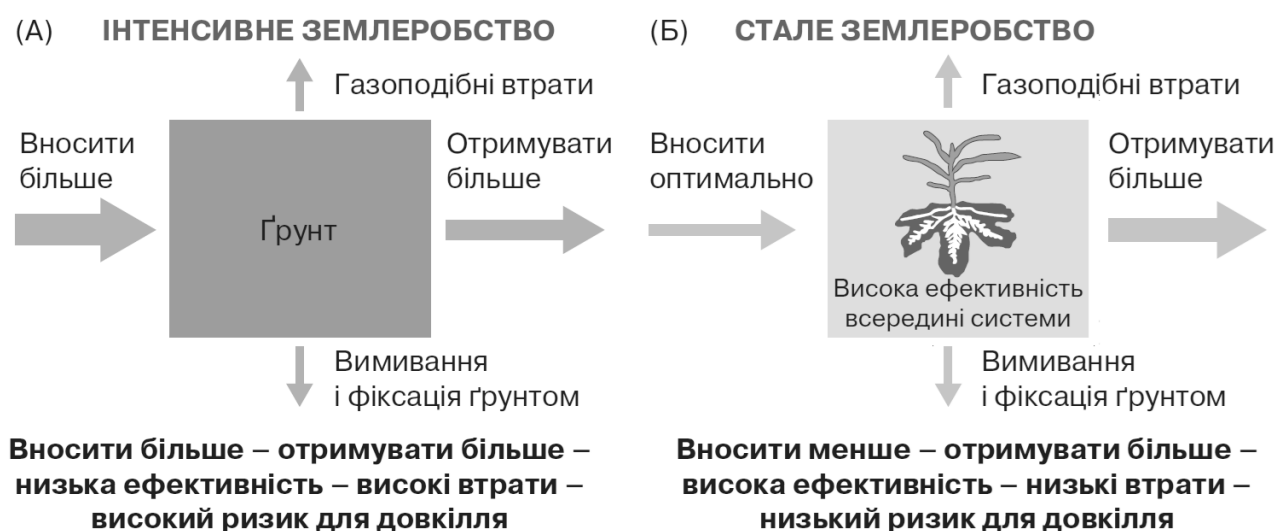 (А) ІНТЕНСИВНЕ ЗЕМЛЕРОБСТВО
Газоподібні втрати
Вносити
більше
Ґрунт
Отримувати
більше
Вимивання
і фіксація ґрунтом
Вносити більше – отримувати більше –
низька ефективність – високі втрати –
високий ризик для довкілля
(Б) СТАЛЕ ЗЕМЛЕРОБСТВО
Газоподібні втрати
Вносити
оптимально
Отримувати
більше
Висока ефективність
всередині системи
Вимивання
і фіксація ґрунтом
Вносити менше – отримувати більше –
висока ефективність – низькі втрати –
низький ризик для довкілля